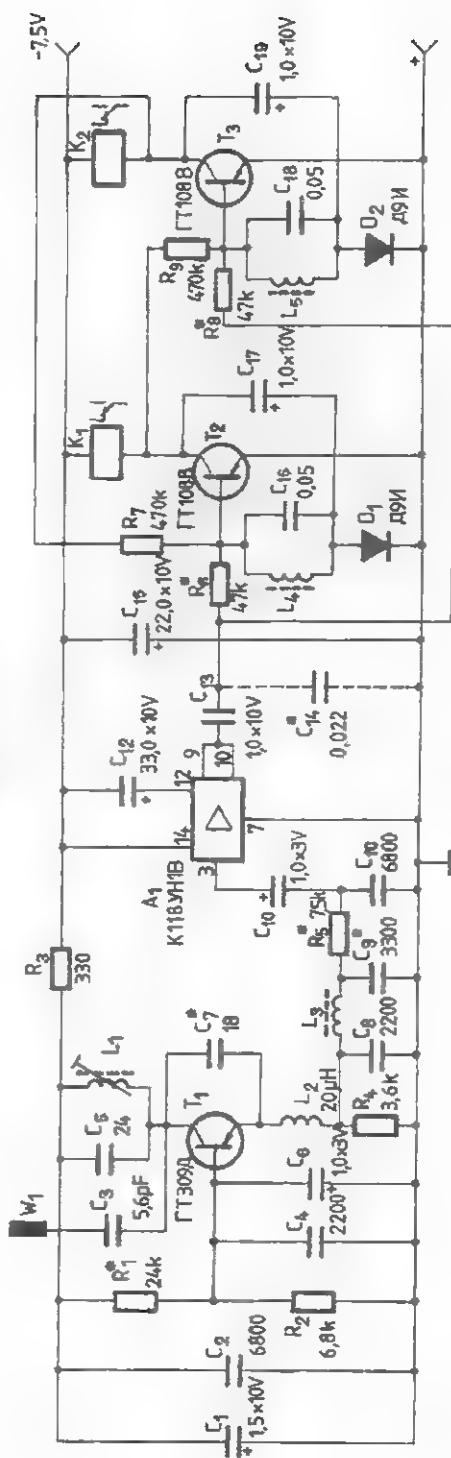 W1
C1
1,5×10V
C2
6800
R1*
24k
R2
6,8k
C3
5,6pF
C5
24
L1
T1
ГТ309Д
C4
2200
C6
1,0×3V
C7*
18
L2
20μH
R4
3,6k
R3
330
L3
C8
2200
C9
3300
R5*
75k
C10
6800
C10
1,0×3V
A1
К118УН1В
3
14
12
9
10
7
C12
33,0×10V
C13
1,0×10V
C14*
0,022
C15
22,0×10V
R6*
47k
R7
470k
K1
T2
ГТ108В
L4
C16
0,05
C17
1,0×10V
D1
Д9И
R8*
47k
R9
470k
K2
T3
ГТ108В
L5
C18
0,05
C19
1,0×10V
D2
Д9И
-7,5V
+